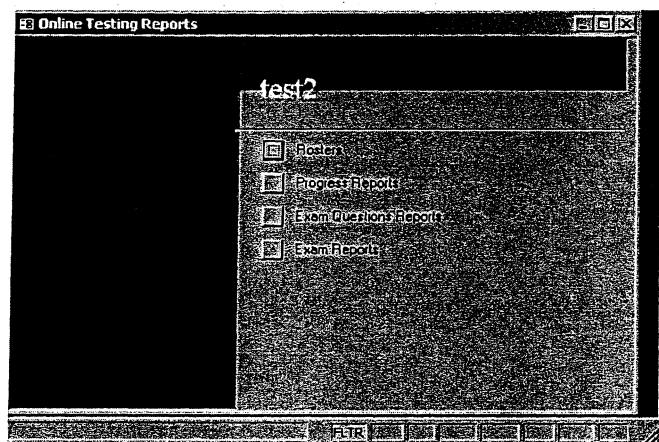 Online Testing Reports
test2
Rosters
Progress Reports
Exam Questions Reports
Exam Reports
FLTR